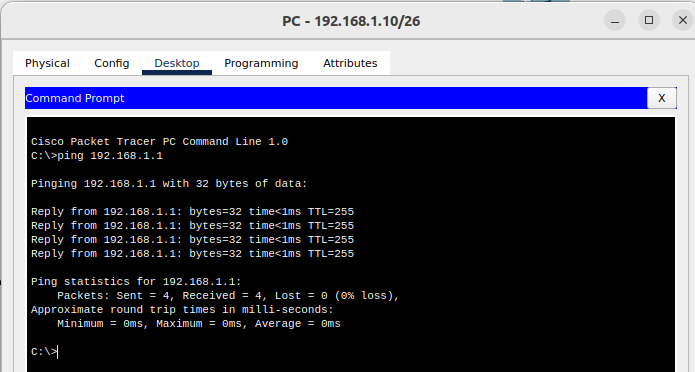 PC - 192.168.1.10/26
Physical Config Desktop Programming Attributes
Command Prompt X
Cisco Packet Tracer PC Command Line 1.0
C:\>ping 192.168.1.1
Pinging 192.168.1.1 with 32 bytes of data:
Reply from 192.168.1.1: bytes=32 time<1ms TTL=255
Reply from 192.168.1.1: bytes=32 time<1ms TTL=255
Reply from 192.168.1.1: bytes=32 time<1ms TTL=255
Reply from 192.168.1.1: bytes=32 time<1ms TTL=255
Ping statistics for 192.168.1.1:
Packets: Sent = 4, Received = 4, Lost = 0 (0% loss),
Approximate round trip times in milli-seconds:
Minimum = 0ms, Maximum = 0ms, Average = 0ms
C:\>